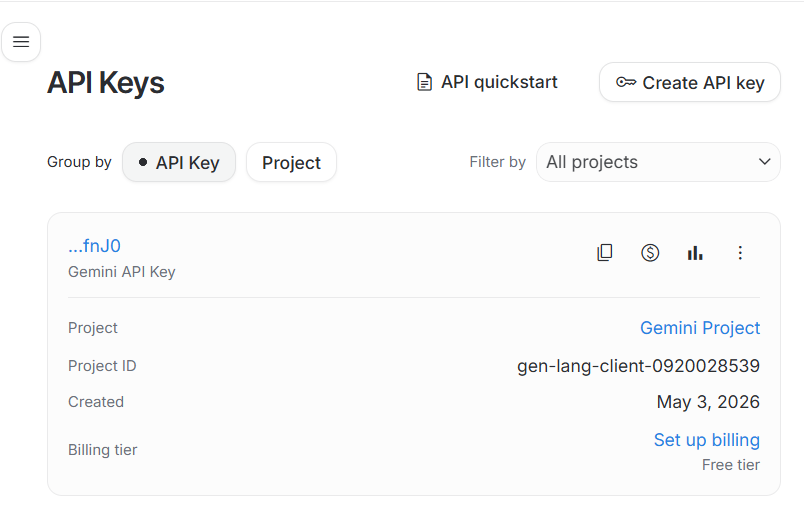 API Keys
API quickstart
Create API key
Group by
API Key
Project
Filter by
All projects
...fnJ0
Gemini API Key
Project
Gemini Project
Project ID
gen-lang-client-0920028539
Created
May 3, 2026
Billing tier
Set up billing
Free tier